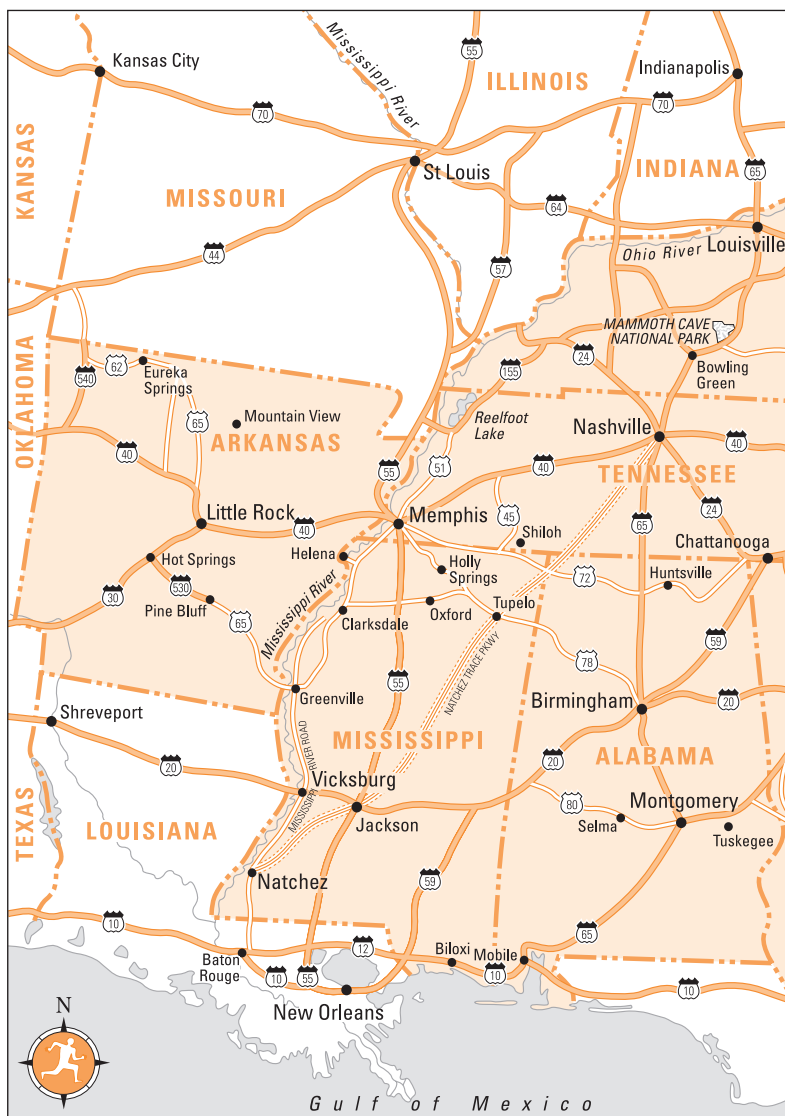 Kansas City
Mississippi River
55
ILLINOIS
Indianapolis
70
70
KANSAS
MISSOURI
St Louis
INDIANA
65
64
44
57
Ohio River
Louisville
OKLAHOMA
MAMMOTH CAVE
NATIONAL PARK
540
62
Eureka
Springs
155
24
Bowling
Green
65
Mountain View
ARKANSAS
Reelfoot
Lake
Nashville
40
40
55
51
40
TENNESSEE
Little Rock
40
Memphis
45
Shiloh
65
24
Chattanooga
Hot Springs
Helena
Holly
Springs
72
Huntsville
530
30
Pine Bluff
65
Mississippi River
Clarksdale
Oxford
Tupelo
NATCHEZ TRACE PKWY
78
59
Greenville
55
Birmingham
20
Shreveport
MISSISSIPPI
MISSISSIPPI RIVER ROAD
20
20
ALABAMA
Vicksburg
TEXAS
LOUISIANA
Jackson
80
Selma
Montgomery
Tuskegee
Natchez
59
10
12
65
Baton
Rouge
Biloxi
Mobile
10
55
10
10
New Orleans
N
Gulf of Mexico